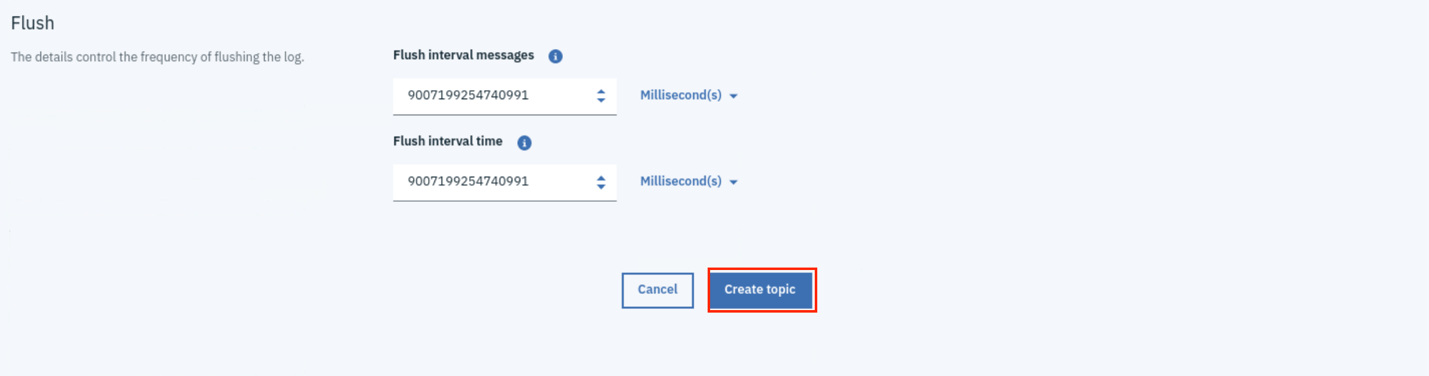 Flush
The details control the frequency of flushing the log.
Flush interval messages
9007199254740991 Millisecond(s)
Flush interval time
9007199254740991 Millisecond(s)
Cancel Create topic